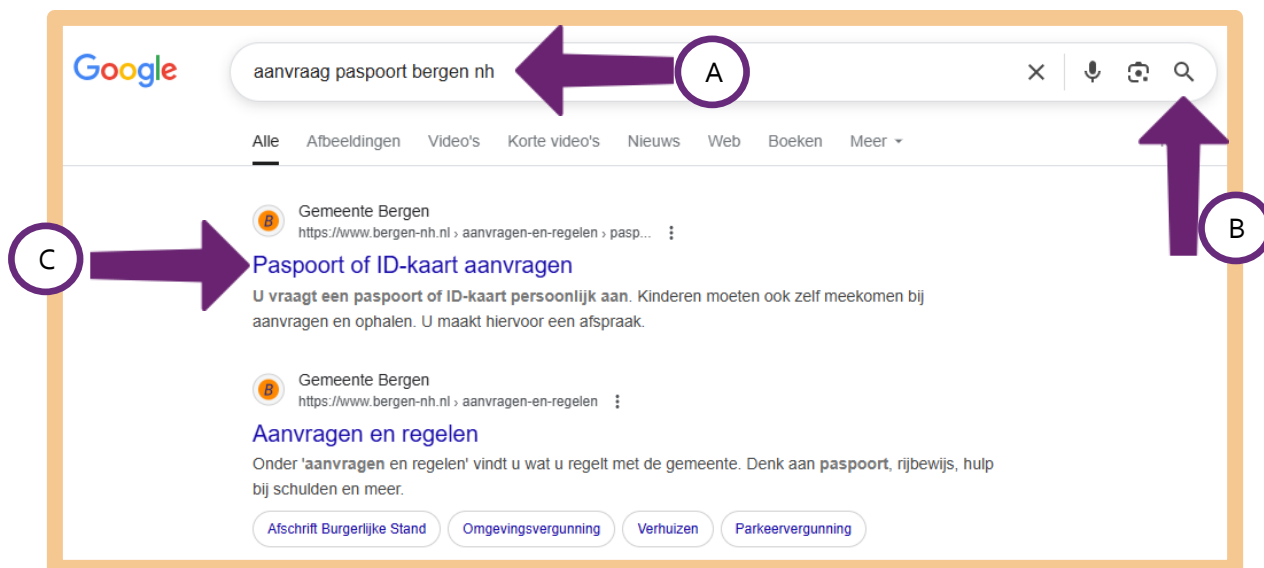 Google
aanvraag paspoort bergen nh
A
Alle Afbeeldingen Video's Korte video's Nieuws Web Boeken Meer
B
Gemeente Bergen
https://www.bergen-nh.nl › aanvragen-en-regelen › pasp...
C
Paspoort of ID-kaart aanvragen
U vraagt een paspoort of ID-kaart persoonlijk aan. Kinderen moeten ook zelf meekomen bij
aanvragen en ophalen. U maakt hiervoor een afspraak.
Gemeente Bergen
https://www.bergen-nh.nl › aanvragen-en-regelen
Aanvragen en regelen
Onder 'aanvragen en regelen' vindt u wat u regelt met de gemeente. Denk aan paspoort, rijbewijs, hulp
bij schulden en meer.
Afschrift Burgerlijke Stand Omgevingsvergunning Verhuizen Parkeervergunning